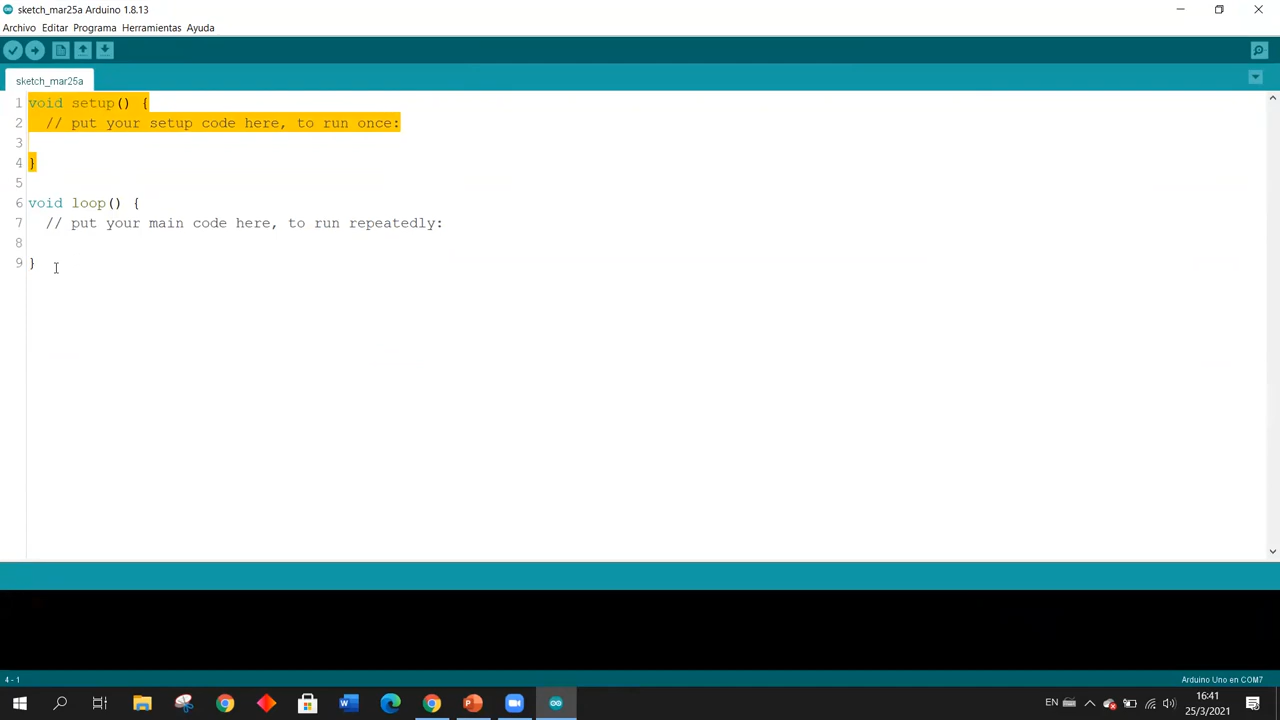 sketch_mar25a Arduino 1.8.13
Archivo Editar Programa Herramientas Ayuda
sketch_mar25a
1 void setup() {
2 // put your setup code here, to run once:
3
4 }
5
6 void loop() {
7 // put your main code here, to run repeatedly:
8
9 }
4 - 1
Arduino Uno en COM7
EN
16:41
25/3/2021